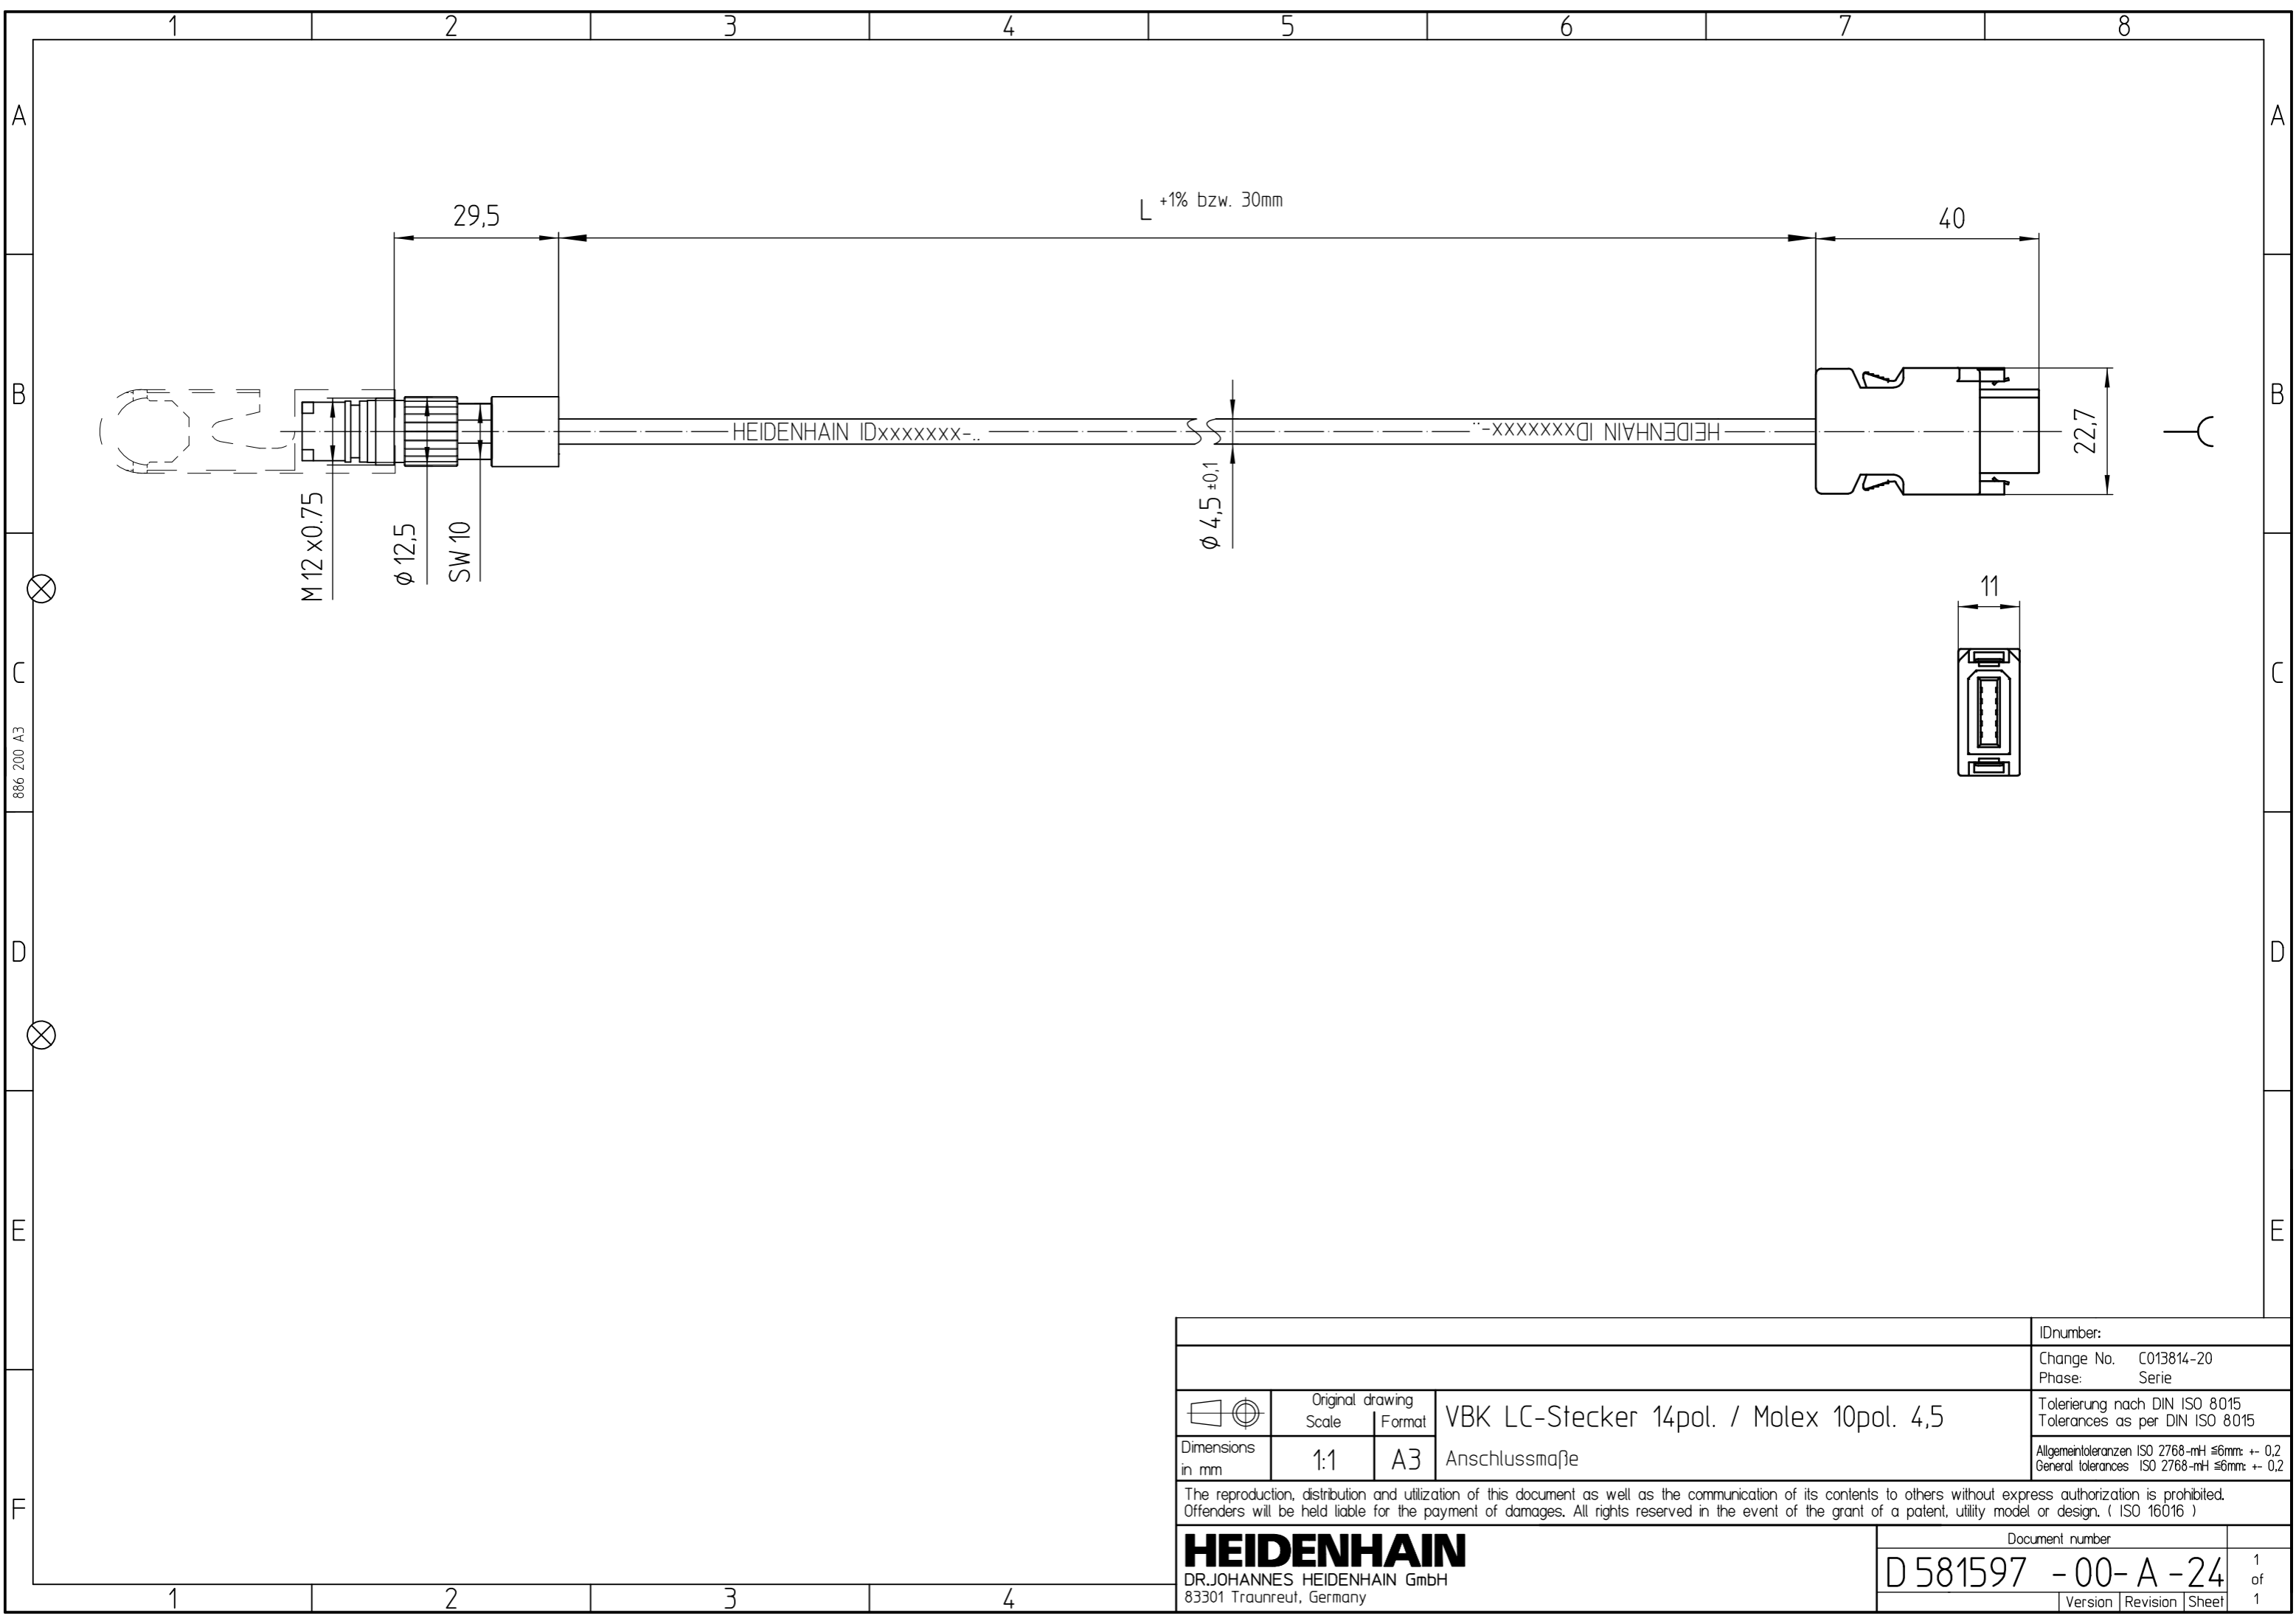 1 2 3 4 5 6 7 8
A A
L +1% bzw. 30mm
29,5
40
B B
HEIDENHAIN IDxxxxxxx-..
HEIDENHAIN IDxxxxxxx-..
22,7
M 12 x0.75
ϕ 12,5
SW 10
ϕ 4,5 ±0,1
11
C C
886 200 A3
D D
E E
F
IDnumber:
Change No. C013814-20
Phase: Serie
Original drawing
Scale Format
VBK LC-Stecker 14pol. / Molex 10pol. 4,5
Tolerierung nach DIN ISO 8015
Tolerances as per DIN ISO 8015
Dimensions
in mm
1:1 A3
Anschlussmaße
Allgemeintoleranzen ISO 2768-mH ≤6mm: +- 0,2
General tolerances ISO 2768-mH ≤6mm: +- 0,2
The reproduction, distribution and utilization of this document as well as the communication of its contents to others without express authorization is prohibited.
Offenders will be held liable for the payment of damages. All rights reserved in the event of the grant of a patent, utility model or design. ( ISO 16016 )
HEIDENHAIN
DR.JOHANNES HEIDENHAIN GmbH
83301 Traunreut, Germany
Document number
D 581597 - 00 - A - 24
Version Revision Sheet
1
of
1
1 2 3 4